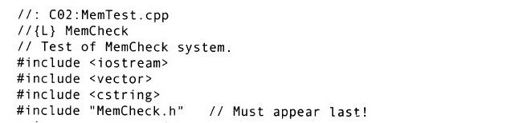 //: C02:MemTest.cpp
//{L} MemCheck
// Test of MemCheck system.
#include <iostream>
#include <vector>
#include <cstring>
#include "MemCheck.h"   // Must appear last!